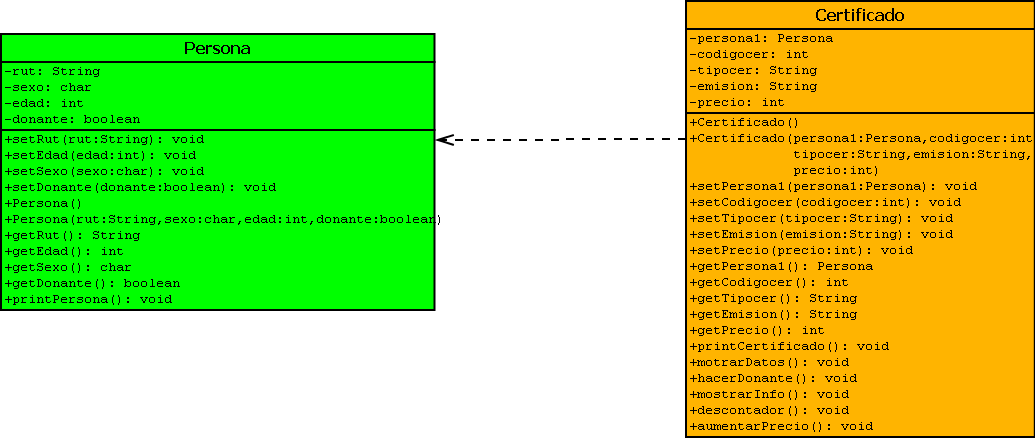 Persona
-rut: String
-sexo: char
-edad: int
-donante: boolean
+setRut(rut:String): void
+setEdad(edad:int): void
+setSexo(sexo:char): void
+setDonante(donante:boolean): void
+Persona()
+Persona(rut:String,sexo:char,edad:int,donante:boolean)
+getRut(): String
+getEdad(): int
+getSexo(): char
+getDonante(): boolean
+printPersona(): void
Certificado
-persona1: Persona
-codigocer: int
-tipocer: String
-emision: String
-precio: int
+Certificado()
+Certificado(persona1:Persona,codigocer:int
tipocer:String,emision:String,
precio:int)
+setPersona1(persona1:Persona): void
+setCodigocer(codigocer:int): void
+setTipocer(tipocer:String): void
+setEmision(emision:String): void
+setPrecio(precio:int): void
+getPersona1(): Persona
+getCodigocer(): int
+getTipocer(): String
+getEmision(): String
+getPrecio(): int
+printCertificado(): void
+motrarDatos(): void
+hacerDonante(): void
+mostrarInfo(): void
+descontador(): void
+aumentarPrecio(): void